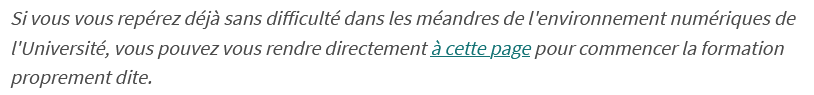 Si vous vous repérez déjà sans difficulté dans les méandres de l'environnement numériques de
l'Université, vous pouvez vous rendre directement à cette page pour commencer la formation
proprement dite.